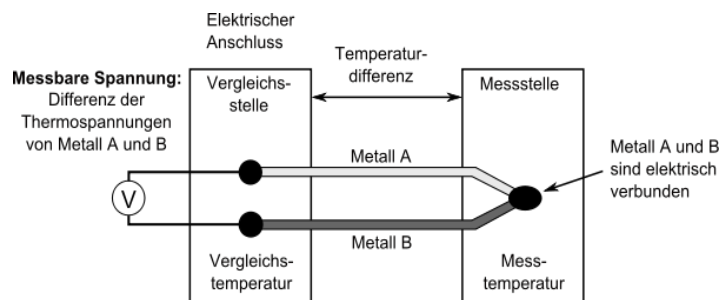 Elektrischer
Anschluss
Messbare Spannung:
Differenz der
Thermospannungen
von Metall A und B
Vergleichs-
stelle
Temperatur-
differenz
Messstelle
Metall A
Metall A und B
sind elektrisch
verbunden
V
Metall B
Vergleichs-
temperatur
Mess-
temperatur